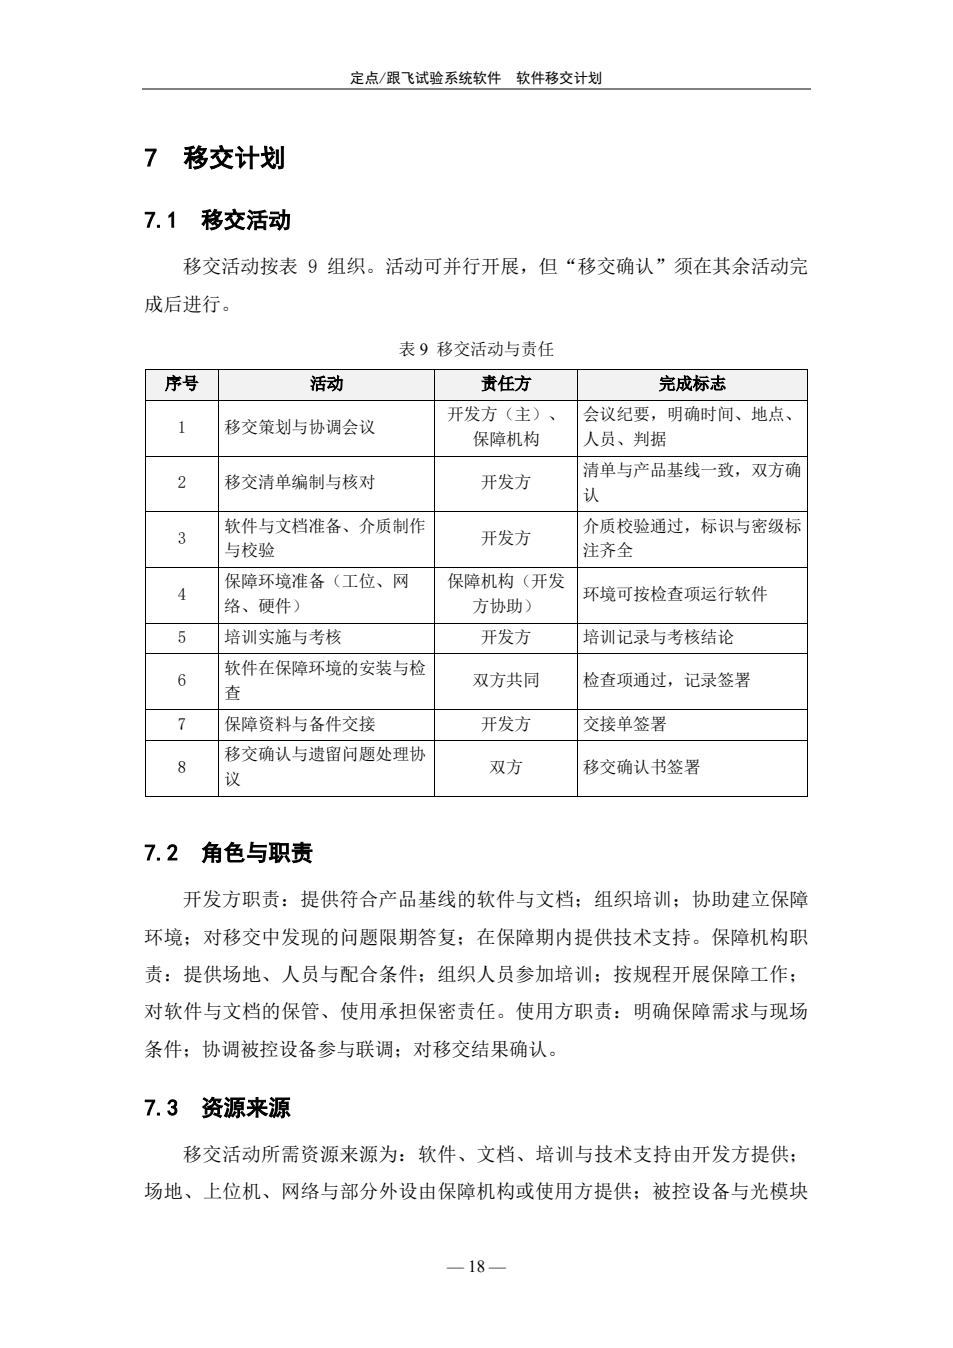 定点/跟飞试验系统软件　软件移交计划
7　移交计划
7.1　移交活动
移交活动按表 9 组织。活动可并行开展，但“移交确认”须在其余活动完
成后进行。
表 9 移交活动与责任
序号 活动 责任方 完成标志
1 移交策划与协调会议 开发方（主）、 会议纪要，明确时间、地点、
保障机构 人员、判据
2 移交清单编制与核对 开发方 清单与产品基线一致，双方确
认
3 软件与文档准备、介质制作 开发方 介质校验通过，标识与密级标
与校验 注齐全
4 保障环境准备（工位、网 保障机构（开发 环境可按检查项运行软件
络、硬件） 方协助）
5 培训实施与考核 开发方 培训记录与考核结论
6 软件在保障环境的安装与检 双方共同 检查项通过，记录签署
查
7 保障资料与备件交接 开发方 交接单签署
8 移交确认与遗留问题处理协 双方 移交确认书签署
议
7.2　角色与职责
开发方职责：提供符合产品基线的软件与文档；组织培训；协助建立保障
环境；对移交中发现的问题限期答复；在保障期内提供技术支持。保障机构职
责：提供场地、人员与配合条件；组织人员参加培训；按规程开展保障工作；
对软件与文档的保管、使用承担保密责任。使用方职责：明确保障需求与现场
条件；协调被控设备参与联调；对移交结果确认。
7.3　资源来源
移交活动所需资源来源为：软件、文档、培训与技术支持由开发方提供；
场地、上位机、网络与部分外设由保障机构或使用方提供；被控设备与光模块
— 18 —